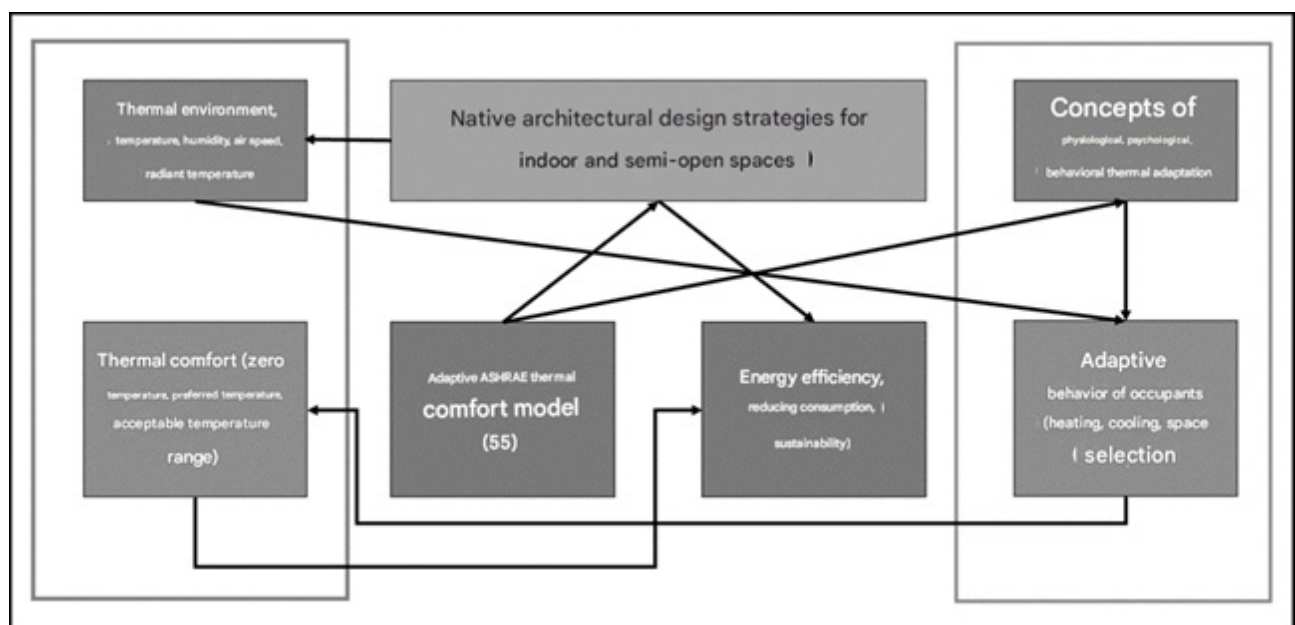 Thermal environment,
temperature, humidity, air speed,
radiant temperature
Native architectural design strategies for
indoor and semi-open spaces )
Concepts of
physiological, psychological,
( behavioral thermal adaptation
Thermal comfort (zero
temperature, preferred temperature,
acceptable temperature
range)
Adaptive ASHRAE thermal
comfort model
(55)
Energy efficiency,
reducing consumption, )
sustainability)
Adaptive
behavior of occupants
(heating, cooling, space
( selection